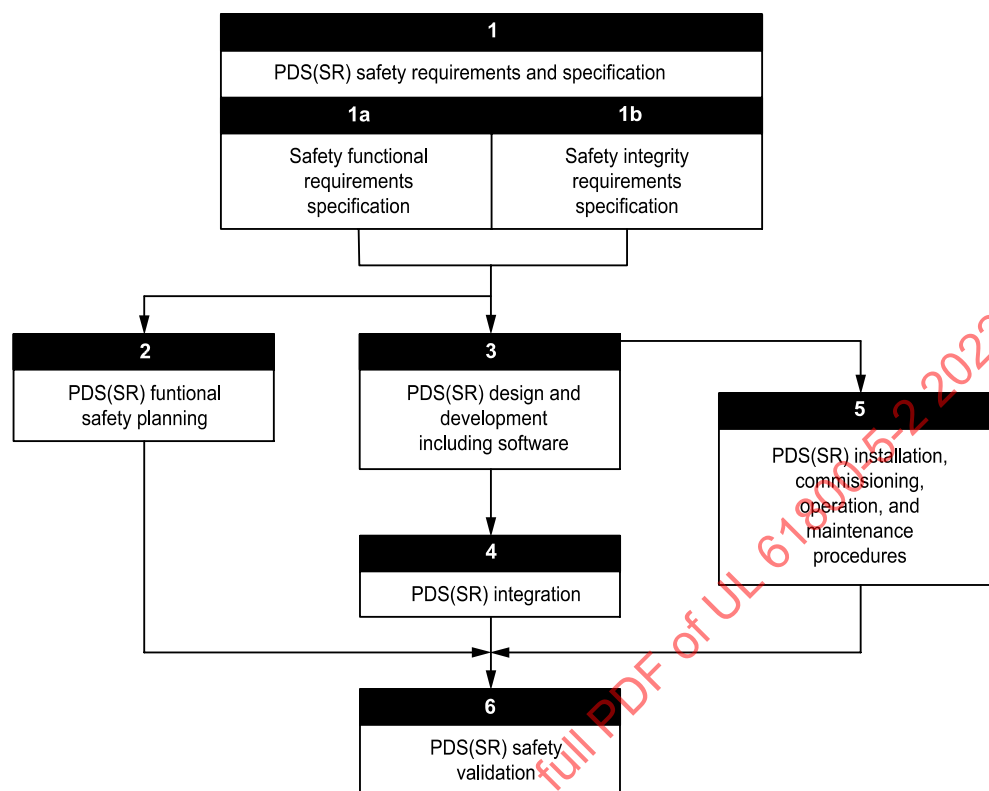 1
PDS(SR) safety requirements and specification
1a
1b
Safety functional
requirements
specification
Safety integrity
requirements
specification
2
PDS(SR) funtional
safety planning
3
PDS(SR) design and
development
including software
5
PDS(SR) installation,
commissioning,
operation, and
maintenance
procedures
4
PDS(SR) integration
6
PDS(SR) safety
validation
full PDF of UL 61800-5-2 2022